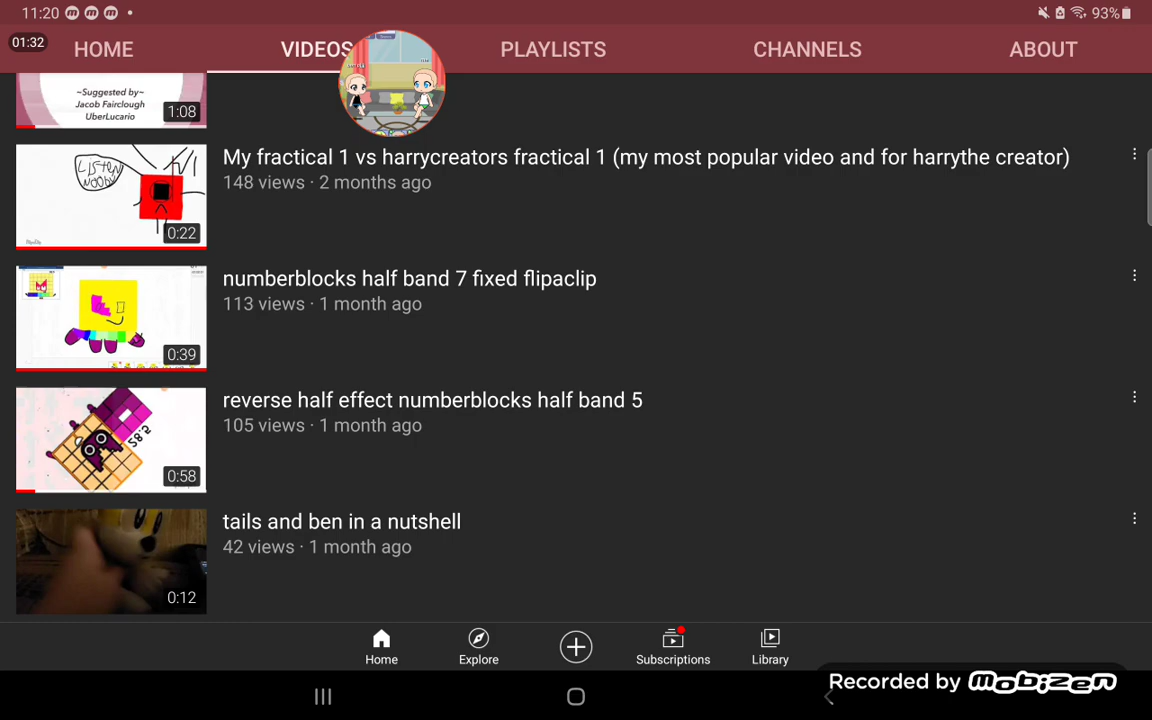 11:20
93%
01:32
HOME
VIDEOS
PLAYLISTS
CHANNELS
ABOUT
~Suggested by~
Jacob Fairclough
UberLucario
1:08
LISTEN
NOOB
0:22
My fractical 1 vs harrycreators fractical 1 (my most popular video and for harrythe creator)
148 views · 2 months ago
0:39
numberblocks half band 7 fixed flipaclip
113 views · 1 month ago
28.5
0:58
reverse half effect numberblocks half band 5
105 views · 1 month ago
0:12
tails and ben in a nutshell
42 views · 1 month ago
Home
Explore
Subscriptions
Library
Recorded by mobizen